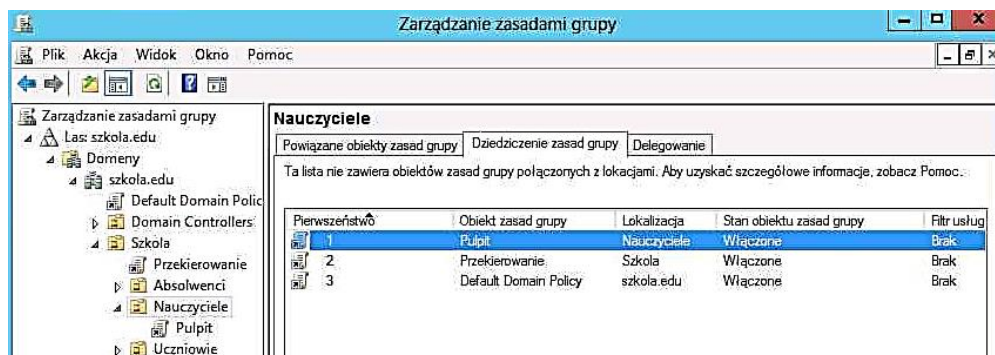 Zarządzanie zasadami grupy
Plik Akcja Widok Okno Pomoc
Zarządzanie zasadami grupy
Las: szkola.edu
Domeny
szkola.edu
Default Domain Polic
Domain Controllers
Szkola
Przekierowanie
Absolwenci
Nauczyciele
Pulpit
Uczniowie
Nauczyciele
Powiązane obiekty zasad grupy Dziedziczenie zasad grupy Delegowanie
Ta lista nie zawiera obiektów zasad grupy połączonych z lokacjami. Aby uzyskać szczegółowe informacje, zobacz Pomoc.
Pierwszeństwo Obiekt zasad grupy Lokalizacja Stan obiektu zasad grupy Filtr usług
1 Pulpit Nauczyciele Włączone Brak
2 Przekierowanie Szkola Włączone Brak
3 Default Domain Policy szkola.edu Włączone Brak